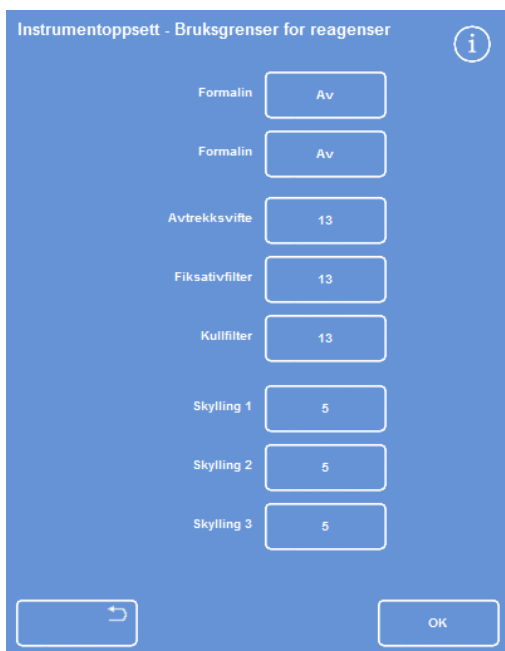 Instrumentoppsett - Bruksgrenser for reagenser
i
Formalin Av
Formalin Av
Avtrekksvifte 13
Fiksativfilter 13
Kullfilter 13
Skylling 1 5
Skylling 2 5
Skylling 3 5
OK